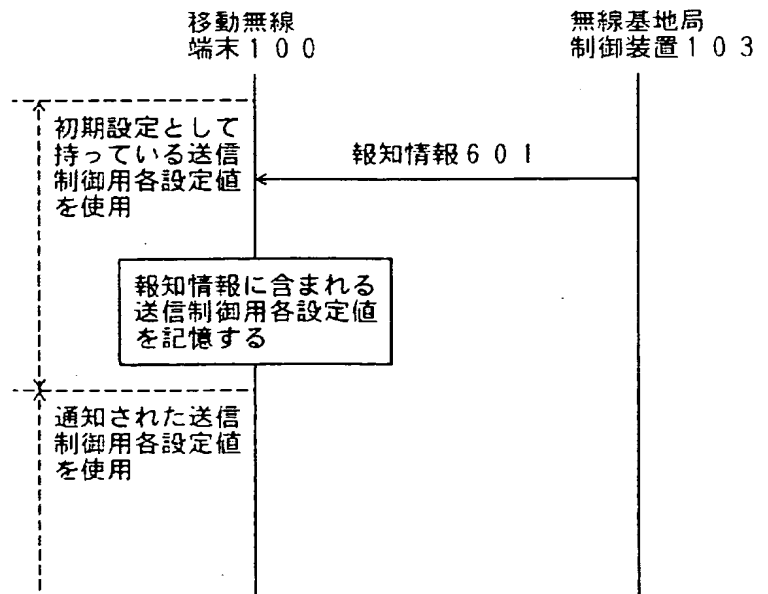 移動無線
端末100
無線基地局
制御装置103
初期設定として
持っている送信
制御用各設定値
を使用
報知情報601
報知情報に含まれる
送信制御用各設定値
を記憶する
通知された送信
制御用各設定値
を使用